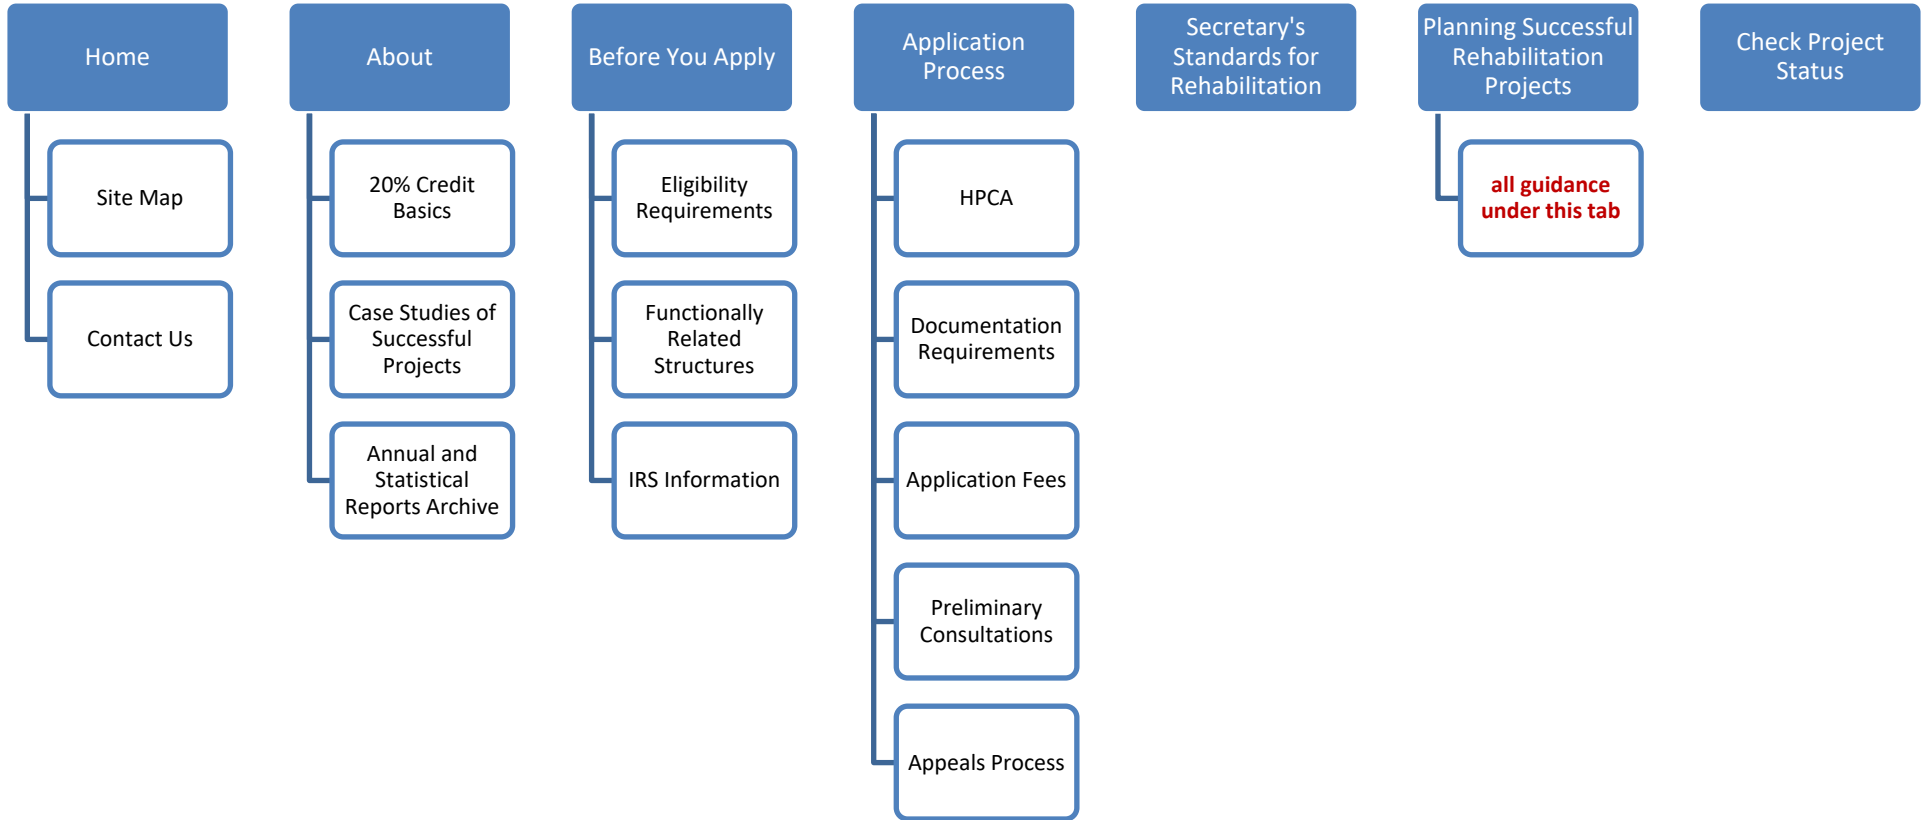 Home
Site Map
Contact Us
About
20% Credit
Basics
Case Studies of
Successful
Projects
Annual and
Statistical
Reports Archive
Before You Apply
Eligibility
Requirements
Functionally
Related
Structures
IRS Information
Application
Process
HPCA
Documentation
Requirements
Application Fees
Preliminary
Consultations
Appeals Process
Secretary's
Standards for
Rehabilitation
Planning Successful
Rehabilitation
Projects
all guidance
under this tab
Check Project
Status